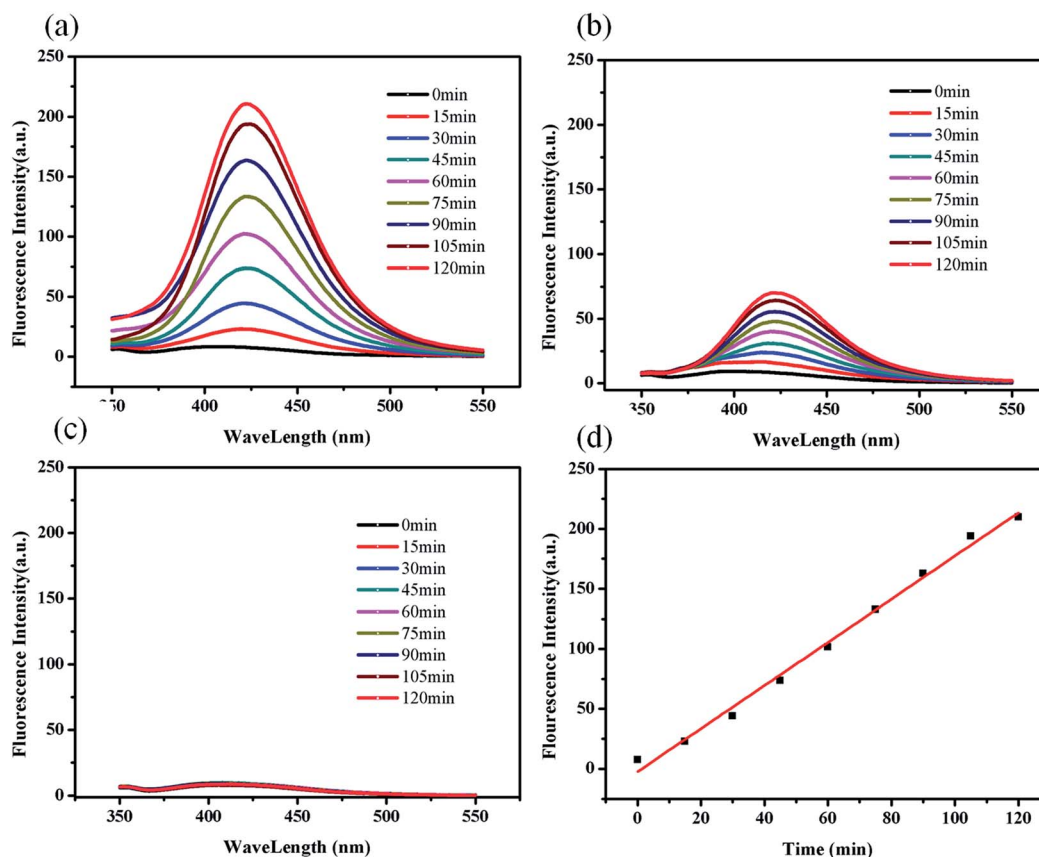 (a)
Fluorescence Intensity(a.u.)
250
200
150
100
50
0
400
450
500
550
WaveLength (nm)
0min
15min
30min
45min
60min
75min
90min
105min
120min
(b)
Fluorescence Intensity(a.u.)
250
200
150
100
50
0
350
400
450
500
550
WaveLength (nm)
0min
15min
30min
45min
60min
75min
90min
105min
120min
(c)
Fluorescence Intensity(a.u.)
250
200
150
100
50
0
350
400
450
500
550
WaveLength (nm)
0min
15min
30min
45min
60min
75min
90min
105min
120min
(d)
Flourescence Intensity(a.u.)
250
200
150
100
50
0
0
20
40
60
80
100
120
Time (min)